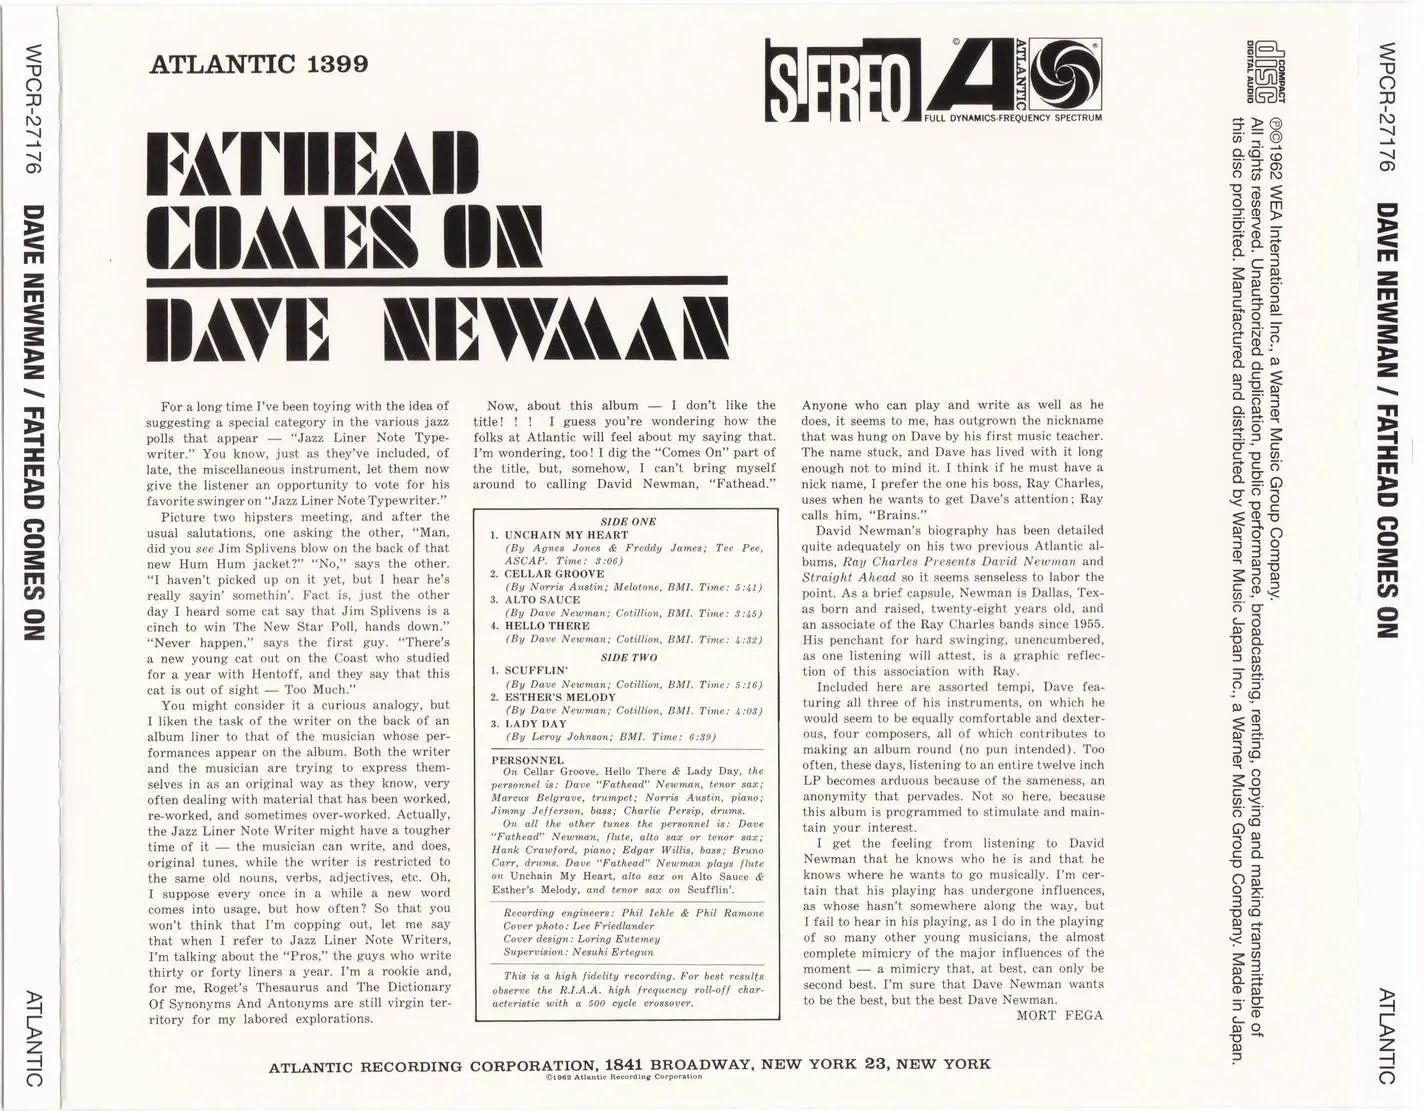 WPCR-27176 DAVE NEWMAN / FATHEAD COMES ON ATLANTIC
ATLANTIC 1399
STEREO
© ATLANTIC ®
FULL DYNAMICS-FREQUENCY SPECTRUM
FATHEAD
COMES ON
DAVE NEWMAN
For a long time I've been toying with the idea of
suggesting a special category in the various jazz
polls that appear — "Jazz Liner Note Type-
writer." You know, just as they've included, of
late, the miscellaneous instrument, let them now
give the listener an opportunity to vote for his
favorite swinger on "Jazz Liner Note Typewriter."
Picture two hipsters meeting, and after the
usual salutations, one asking the other, "Man,
did you see Jim Splivens blow on the back of that
new Hum Hum jacket?" "No," says the other.
"I haven't picked up on it yet, but I hear he's
really sayin' somethin'. Fact is, just the other
day I heard some cat say that Jim Splivens is a
cinch to win The New Star Poll, hands down."
"Never happen," says the first guy. "There's
a new young cat out on the Coast who studied
for a year with Hentoff, and they say that this
cat is out of sight — Too Much."
You might consider it a curious analogy, but
I liken the task of the writer on the back of an
album liner to that of the musician whose per-
formances appear on the album. Both the writer
and the musician are trying to express them-
selves in as an original way as they know, very
often dealing with material that has been worked,
re-worked, and sometimes over-worked. Actually,
the Jazz Liner Note Writer might have a tougher
time of it — the musician can write, and does,
original tunes, while the writer is restricted to
the same old nouns, verbs, adjectives, etc. Oh,
I suppose every once in a while a new word
comes into usage, but how often? So that you
won't think that I'm copping out, let me say
that when I refer to Jazz Liner Note Writers,
I'm talking about the "Pros," the guys who write
thirty or forty liners a year. I'm a rookie and,
for me, Roget's Thesaurus and The Dictionary
Of Synonyms And Antonyms are still virgin ter-
ritory for my labored explorations.
Now, about this album — I don't like the
title! ! ! I guess you're wondering how the
folks at Atlantic will feel about my saying that.
I'm wondering, too! I dig the "Comes On" part of
the title, but, somehow, I can't bring myself
around to calling David Newman, "Fathead."
SIDE ONE
1. UNCHAIN MY HEART
(By Agnes Jones & Freddy James; Tee Pee,
ASCAP. Time: 3:06)
2. CELLAR GROOVE
(By Norris Austin; Melotone, BMI. Time: 5:41)
3. ALTO SAUCE
(By Dave Newman; Cotillion, BMI. Time: 3:45)
4. HELLO THERE
(By Dave Newman; Cotillion, BMI. Time: 4:32)
SIDE TWO
1. SCUFFLIN'
(By Dave Newman; Cotillion, BMI. Time: 5:16)
2. ESTHER'S MELODY
(By Dave Newman; Cotillion, BMI. Time: 4:03)
3. LADY DAY
(By Leroy Johnson; BMI. Time: 6:39)
PERSONNEL
On Cellar Groove, Hello There & Lady Day, the
personnel is: Dave "Fathead" Newman, tenor sax;
Marcus Belgrave, trumpet; Norris Austin, piano;
Jimmy Jefferson, bass; Charlie Persip, drums.
On all the other tunes the personnel is: Dave
"Fathead" Newman, flute, alto sax or tenor sax;
Hank Crawford, piano; Edgar Willis, bass; Bruno
Carr, drums. Dave "Fathead" Newman plays flute
on Unchain My Heart, alto sax on Alto Sauce &
Esther's Melody, and tenor sax on Scufflin'.
Recording engineers: Phil Iehle & Phil Ramone
Cover photo: Lee Friedlander
Cover design: Loring Eutemey
Supervision: Nesuhi Ertegun
This is a high fidelity recording. For best results
observe the R.I.A.A. high frequency roll-off char-
acteristic with a 500 cycle crossover.
Anyone who can play and write as well as he
does, it seems to me, has outgrown the nickname
that was hung on Dave by his first music teacher.
The name stuck, and Dave has lived with it long
enough not to mind it. I think if he must have a
nick name, I prefer the one his boss, Ray Charles,
uses when he wants to get Dave's attention; Ray
calls him, "Brains."
David Newman's biography has been detailed
quite adequately on his two previous Atlantic al-
bums, Ray Charles Presents David Newman and
Straight Ahead so it seems senseless to labor the
point. As a brief capsule, Newman is Dallas, Tex-
as born and raised, twenty-eight years old, and
an associate of the Ray Charles bands since 1955.
His penchant for hard swinging, unencumbered,
as one listening will attest, is a graphic reflec-
tion of this association with Ray.
Included here are assorted tempi, Dave fea-
turing all three of his instruments, on which he
would seem to be equally comfortable and dexter-
ous, four composers, all of which contributes to
making an album round (no pun intended). Too
often, these days, listening to an entire twelve inch
LP becomes arduous because of the sameness, an
anonymity that pervades. Not so here, because
this album is programmed to stimulate and main-
tain your interest.
I get the feeling from listening to David
Newman that he knows who he is and that he
knows where he wants to go musically. I'm cer-
tain that his playing has undergone influences,
as whose hasn't somewhere along the way, but
I fail to hear in his playing, as I do in the playing
of so many other young musicians, the almost
complete mimicry of the major influences of the
moment — a mimicry that, at best, can only be
second best. I'm sure that Dave Newman wants
to be the best, but the best Dave Newman.
MORT FEGA
ATLANTIC RECORDING CORPORATION, 1841 BROADWAY, NEW YORK 23, NEW YORK
©1962 Atlantic Recording Corporation
COMPACT disc DIGITAL AUDIO
℗©1962 WEA International Inc., a Warner Music Group Company.
All rights reserved. Unauthorized duplication, public performance, broadcasting, renting, copying and making transmittable of
this disc prohibited. Manufactured and distributed by Warner Music Japan Inc., a Warner Music Group Company. Made in Japan.
WPCR-27176 DAVE NEWMAN / FATHEAD COMES ON ATLANTIC